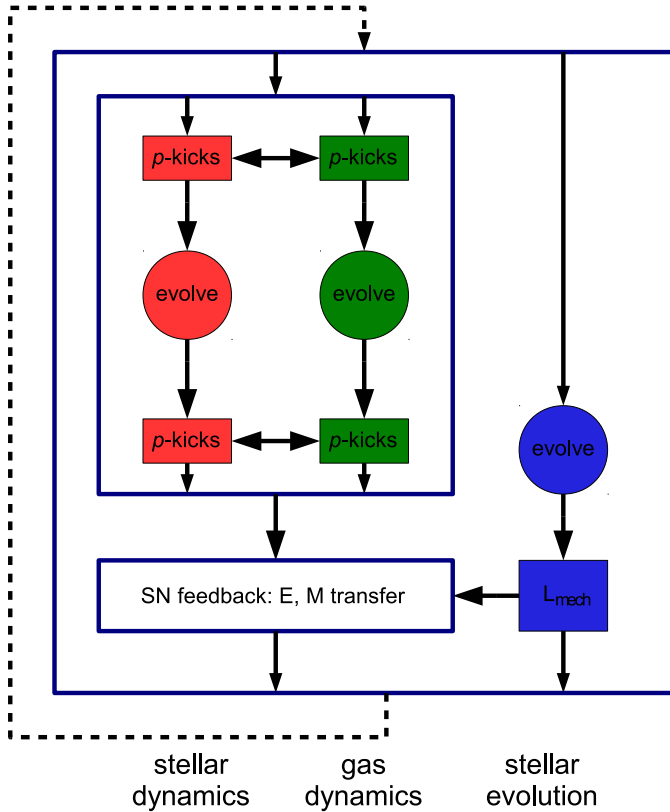 p-kicks
p-kicks
evolve
evolve
p-kicks
p-kicks
evolve
SN feedback: E, M transfer
Lmech
stellar dynamics
gas dynamics
stellar evolution